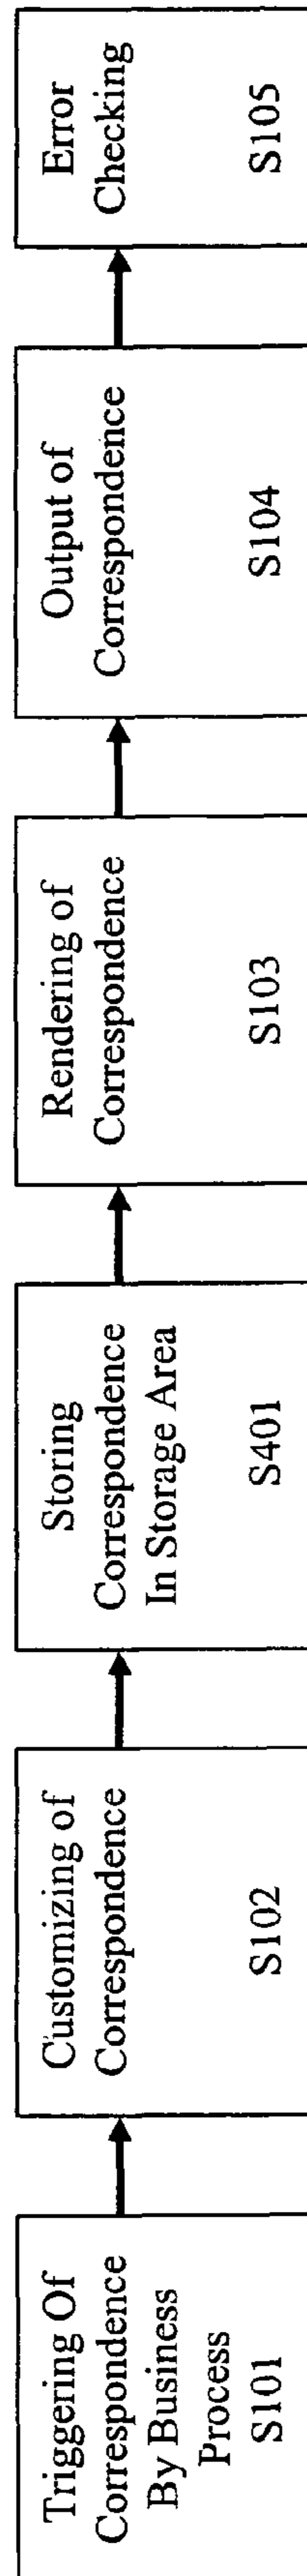 Triggering Of
Correspondence
By Business
Process
S101
Customizing of
Correspondence
S102
Storing
Correspondence
In Storage Area
S401
Rendering of
Correspondence
S103
Output of
Correspondence
S104
Error
Checking
S105